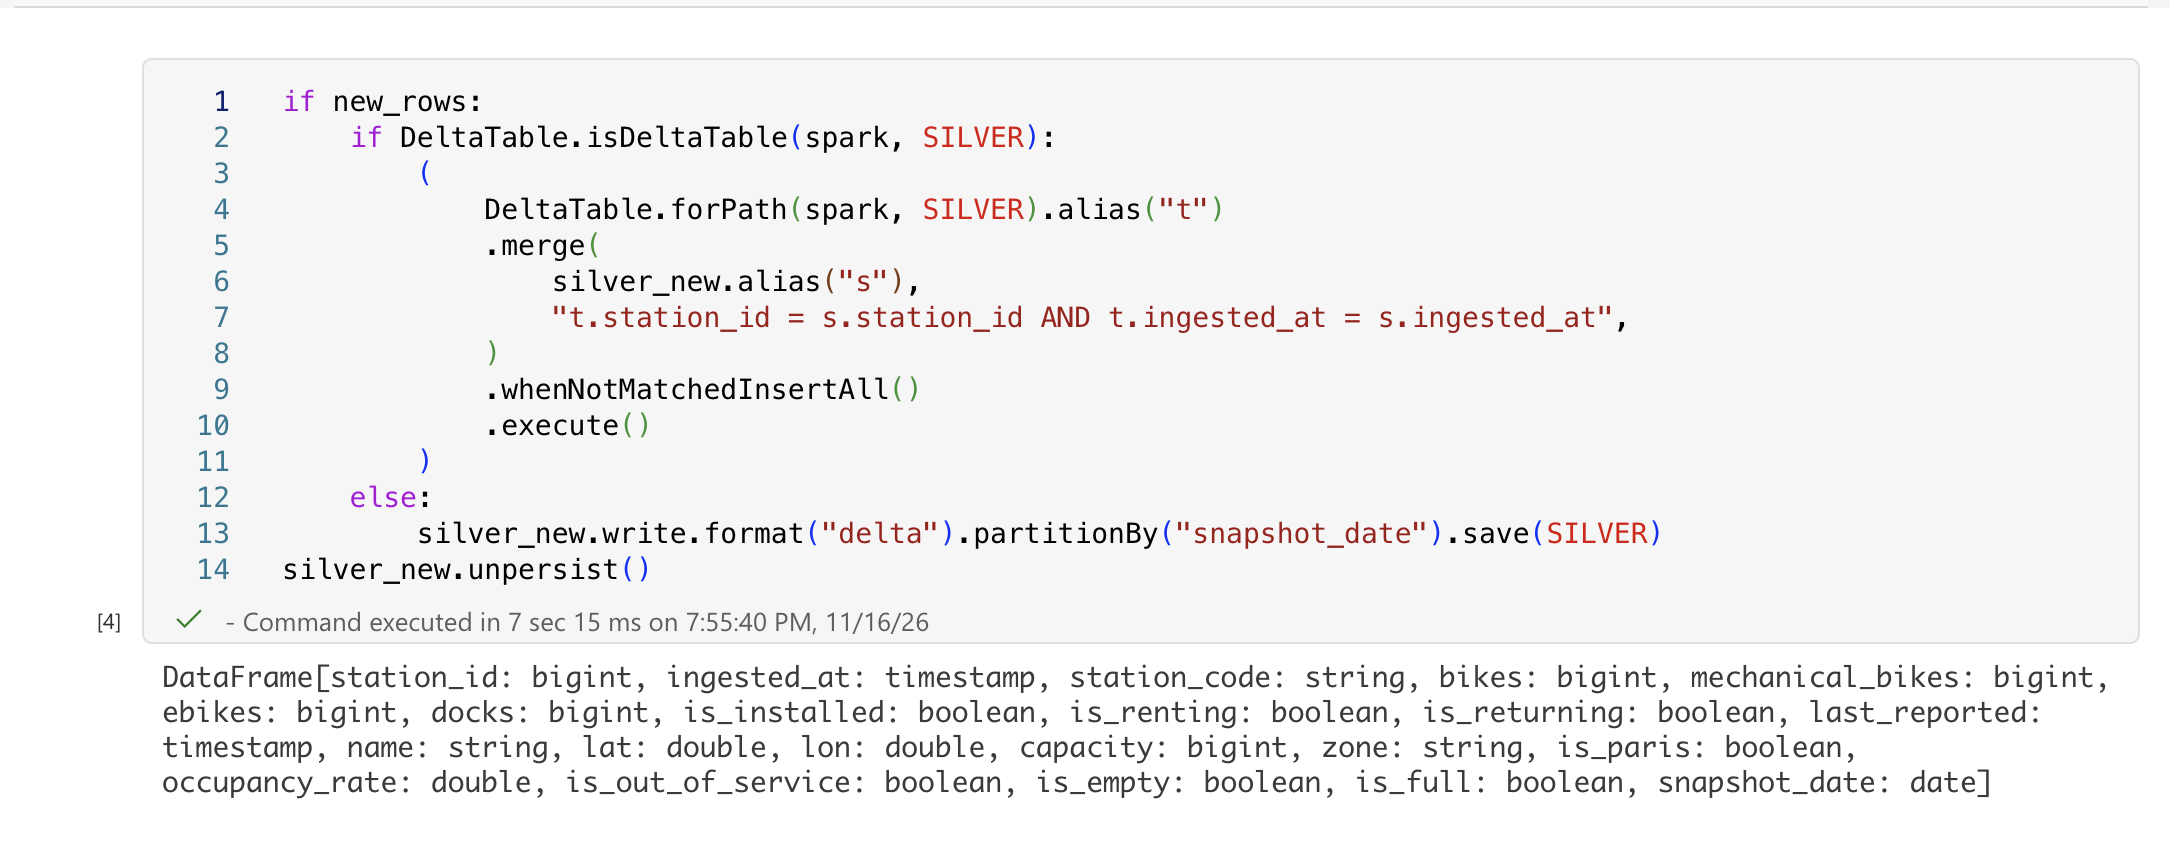 1 if new_rows:
2     if DeltaTable.isDeltaTable(spark, SILVER):
3         (
4             DeltaTable.forPath(spark, SILVER).alias("t")
5             .merge(
6                 silver_new.alias("s"),
7                 "t.station_id = s.station_id AND t.ingested_at = s.ingested_at",
8             )
9             .whenNotMatchedInsertAll()
10             .execute()
11         )
12     else:
13         silver_new.write.format("delta").partitionBy("snapshot_date").save(SILVER)
14 silver_new.unpersist()
[4] ✓ - Command executed in 7 sec 15 ms on 7:55:40 PM, 11/16/26
DataFrame[station_id: bigint, ingested_at: timestamp, station_code: string, bikes: bigint, mechanical_bikes: bigint,
ebikes: bigint, docks: bigint, is_installed: boolean, is_renting: boolean, is_returning: boolean, last_reported:
timestamp, name: string, lat: double, lon: double, capacity: bigint, zone: string, is_paris: boolean,
occupancy_rate: double, is_out_of_service: boolean, is_empty: boolean, is_full: boolean, snapshot_date: date]